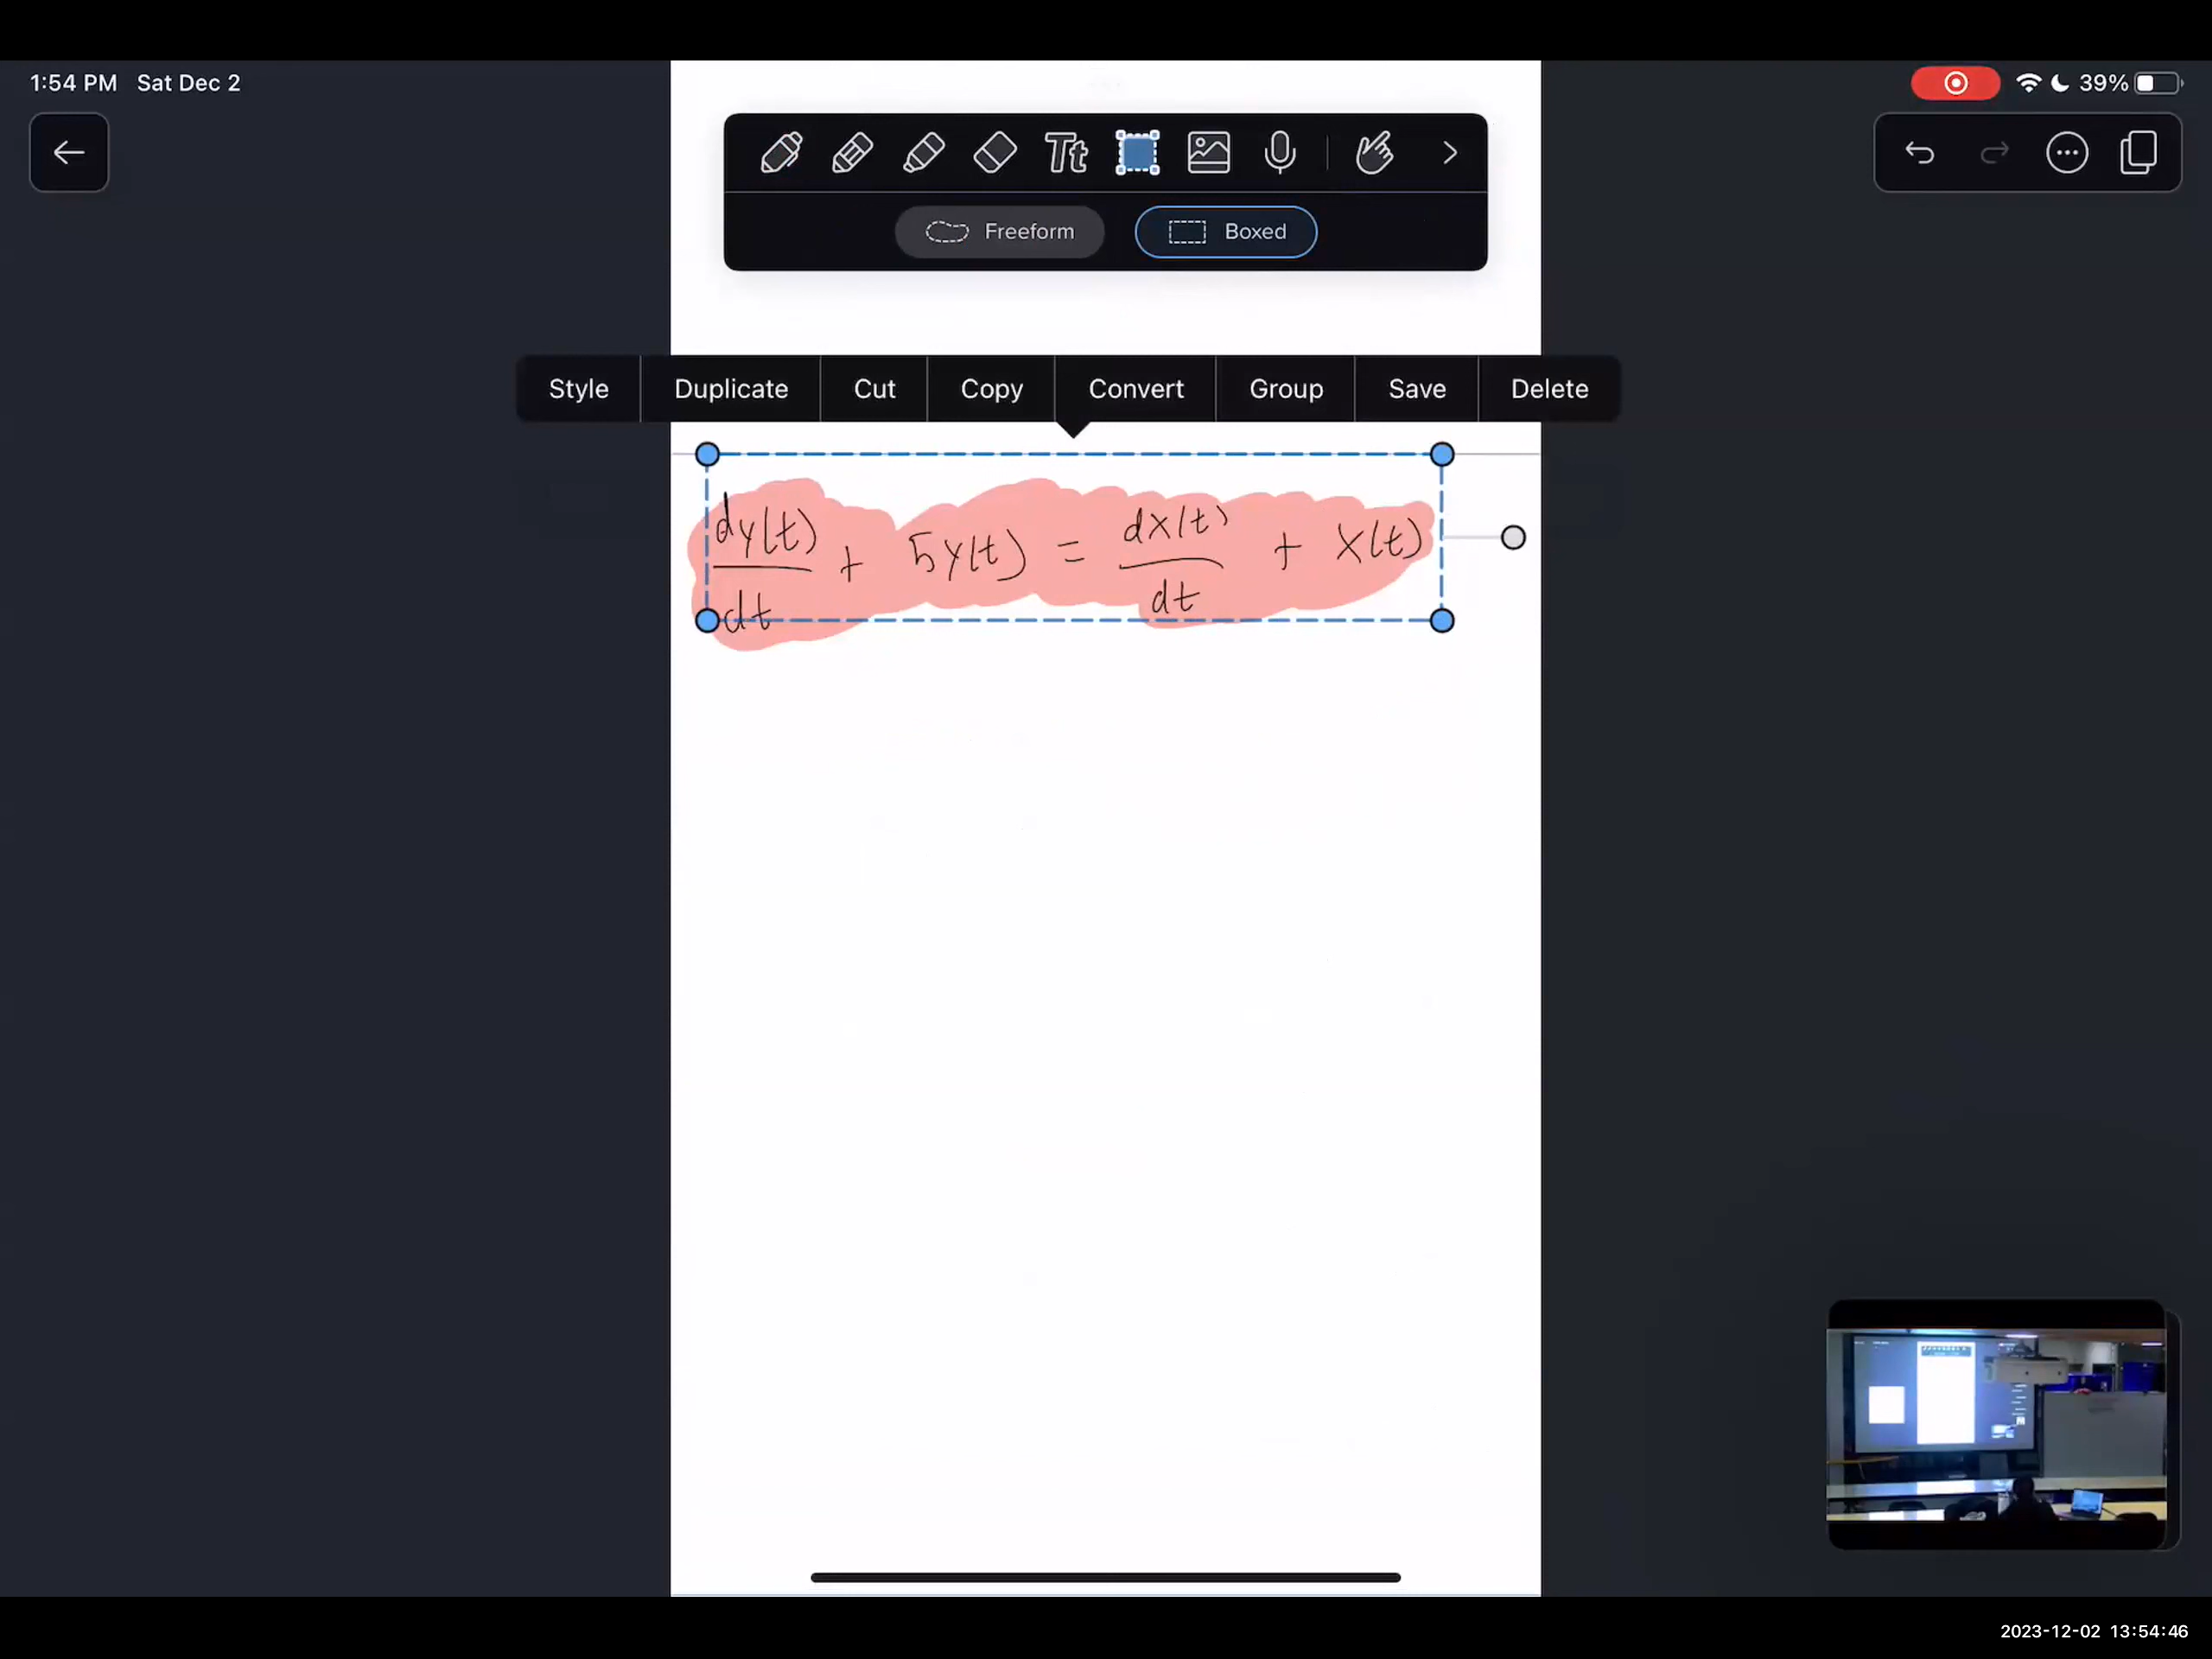 1:54 PM Sat Dec 2
39%
Tt
Freeform Boxed
Style Duplicate Cut Copy Convert Group Save Delete
dy(t)/dt + 5y(t) = dx(t)/dt + x(t)
2023-12-02 13:54:46